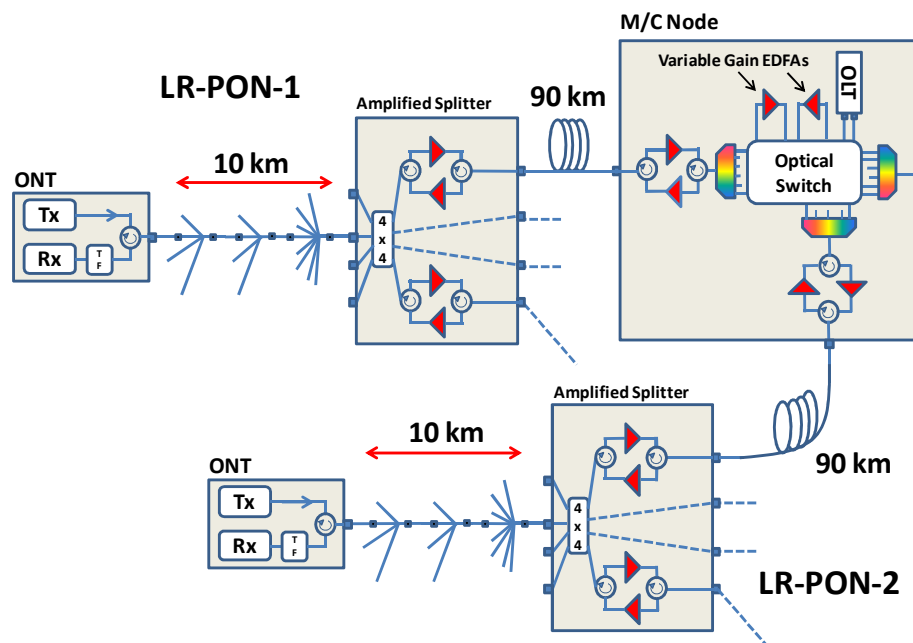 M/C Node
Variable Gain EDFAs
OLT
LR-PON-1
Amplified Splitter
90 km
10 km
Optical
Switch
ONT
Tx
Rx
T
F
4
x
4
Amplified Splitter
10 km
90 km
ONT
Tx
Rx
T
F
4
x
4
LR-PON-2